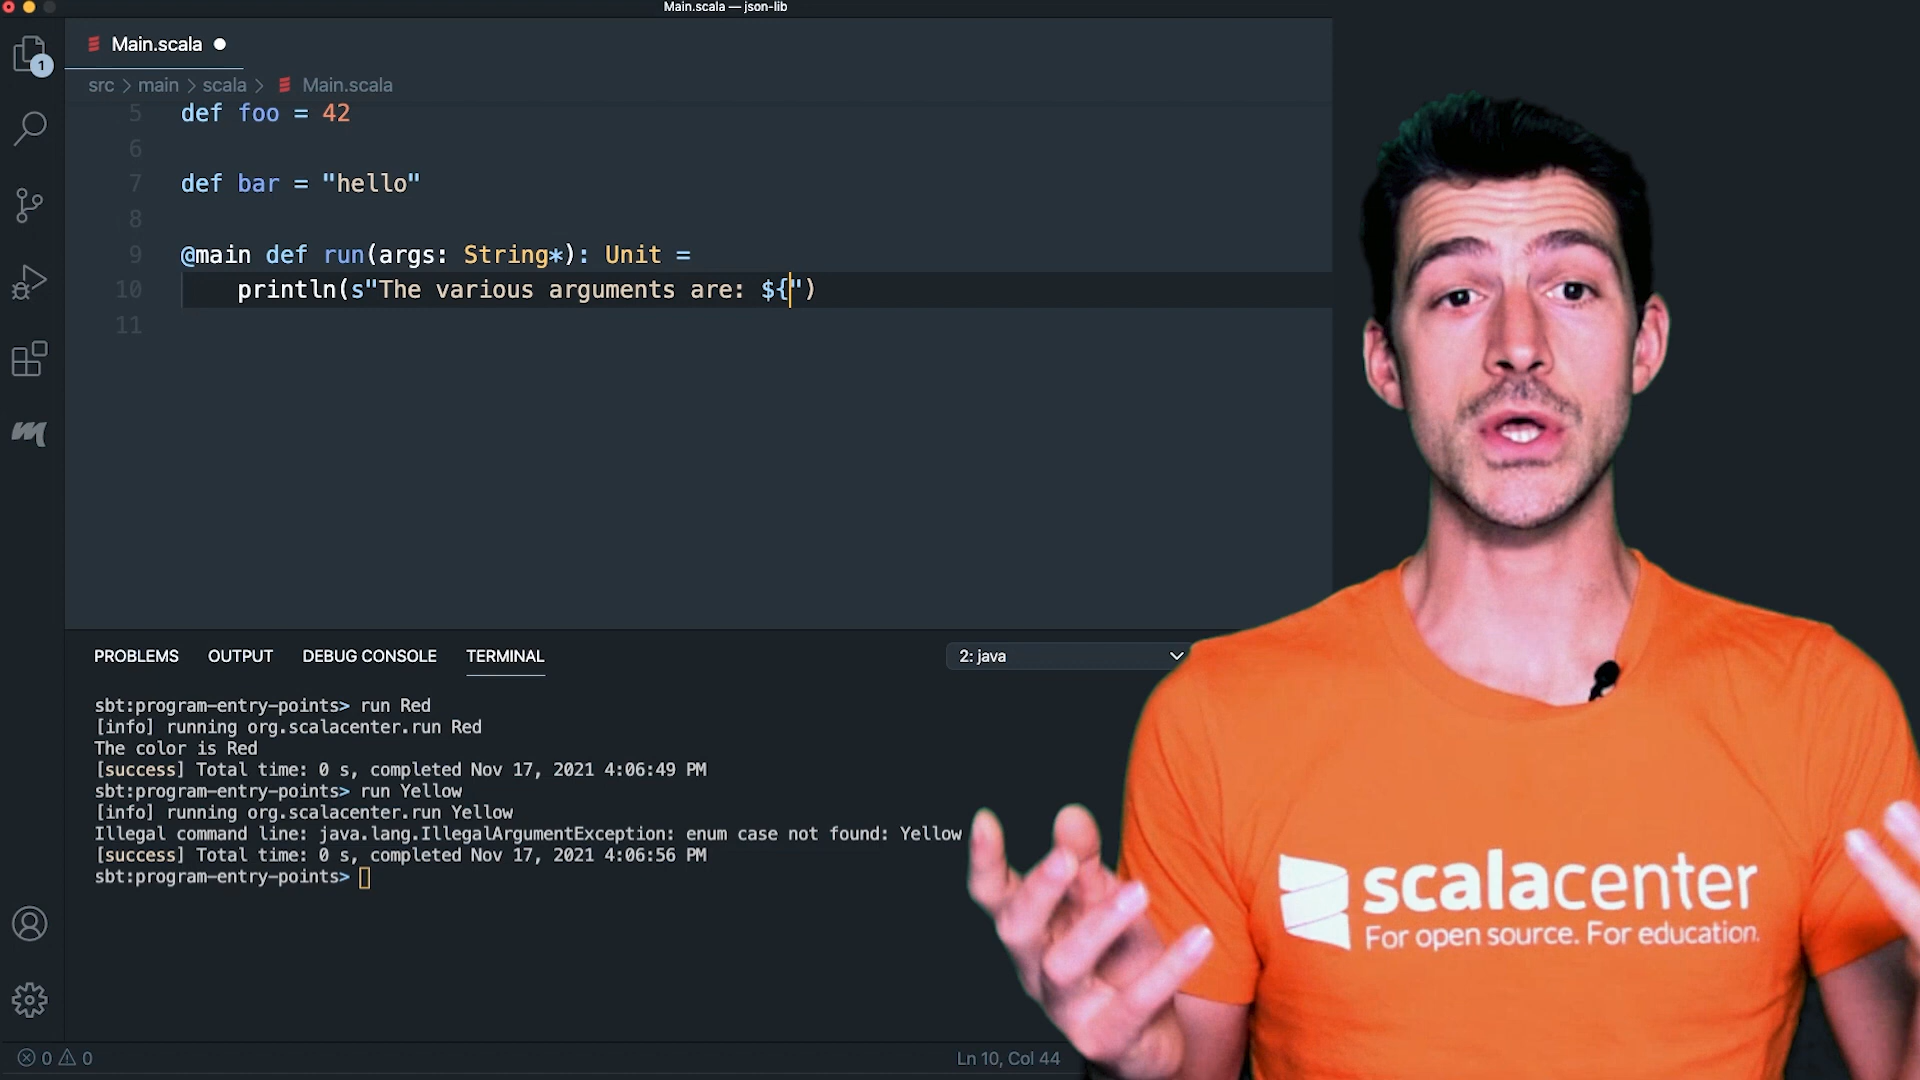 Main.scala — json-lib
Main.scala
1
src > main > scala > Main.scala
5 def foo = 42
6
7 def bar = "hello"
8
9 @main def run(args: String*): Unit =
10 println(s"The various arguments are: ${")
11
PROBLEMS OUTPUT DEBUG CONSOLE TERMINAL 2: java
sbt:program-entry-points> run Red
[info] running org.scalacenter.run Red
The color is Red
[success] Total time: 0 s, completed Nov 17, 2021 4:06:49 PM
sbt:program-entry-points> run Yellow
[info] running org.scalacenter.run Yellow
Illegal command line: java.lang.IllegalArgumentException: enum case not found: Yellow
[success] Total time: 0 s, completed Nov 17, 2021 4:06:56 PM
sbt:program-entry-points>
0 0 Ln 10, Col 44
scalacenter
For open source. For education.